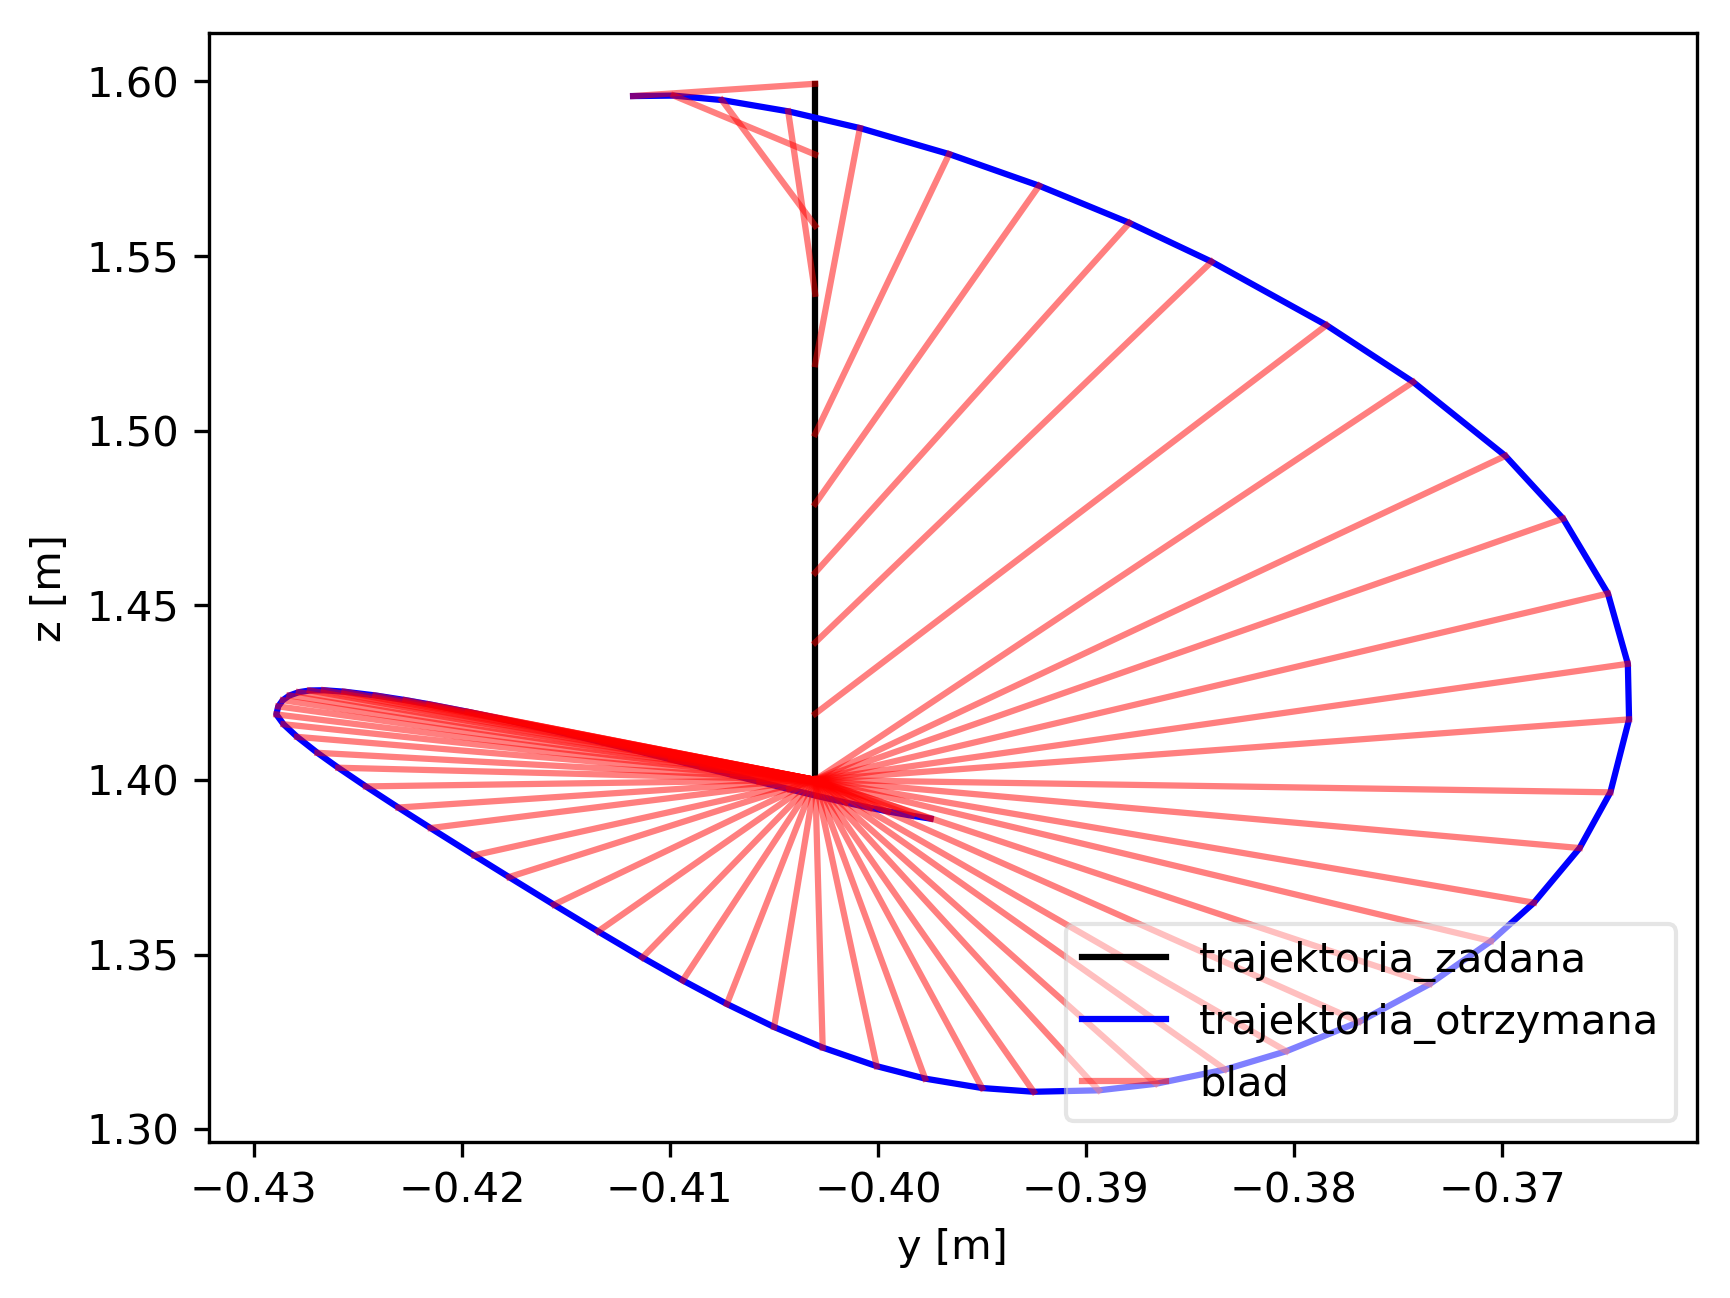 1.60
1.55
1.50
1.45
1.40
1.35
1.30
z [m]
−0.43 −0.42 −0.41 −0.40 −0.39 −0.38 −0.37
y [m]
trajektoria_zadana
trajektoria_otrzymana
blad